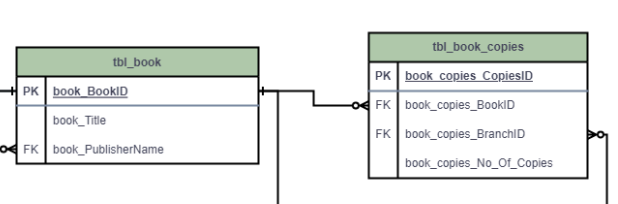 tbl_book
PK book_BookID
book_Title
FK book_PublisherName
tbl_book_copies
PK book_copies_CopiesID
FK book_copies_BookID
FK book_copies_BranchID
book_copies_No_Of_Copies